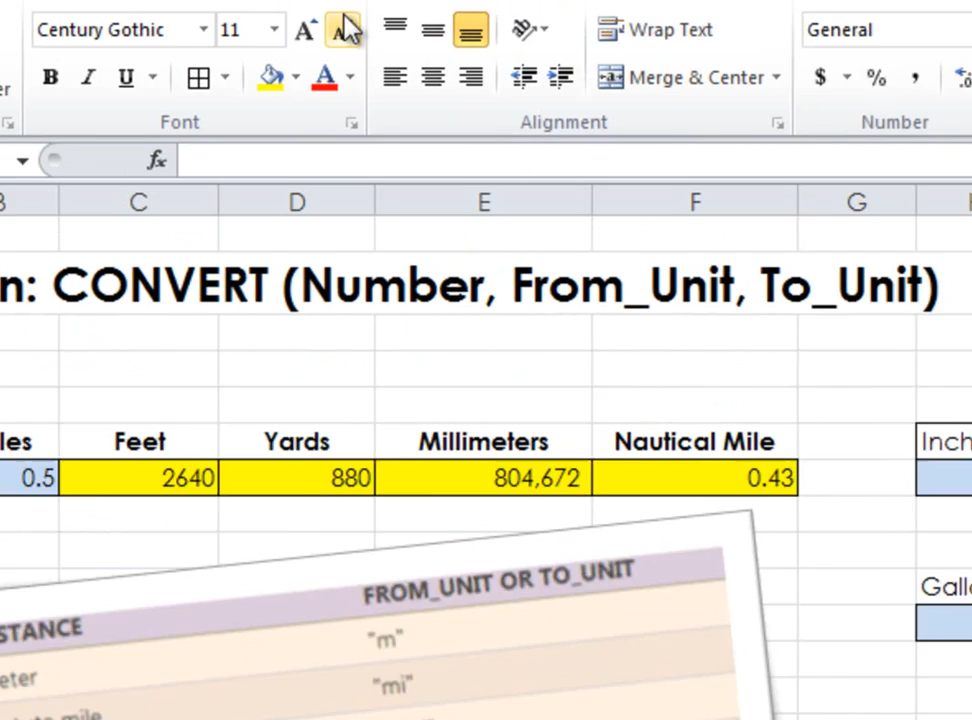 Century Gothic 11 A A Wrap Text General
B I U A Merge & Center $ % ,
Font Alignment Number
fx
B C D E F G
n: CONVERT (Number, From_Unit, To_Unit)
les Feet Yards Millimeters Nautical Mile Inch
0.5 2640 880 804,672 0.43
FROM_UNIT OR TO_UNIT
STANCE
"m"
eter
"mi"
Gall